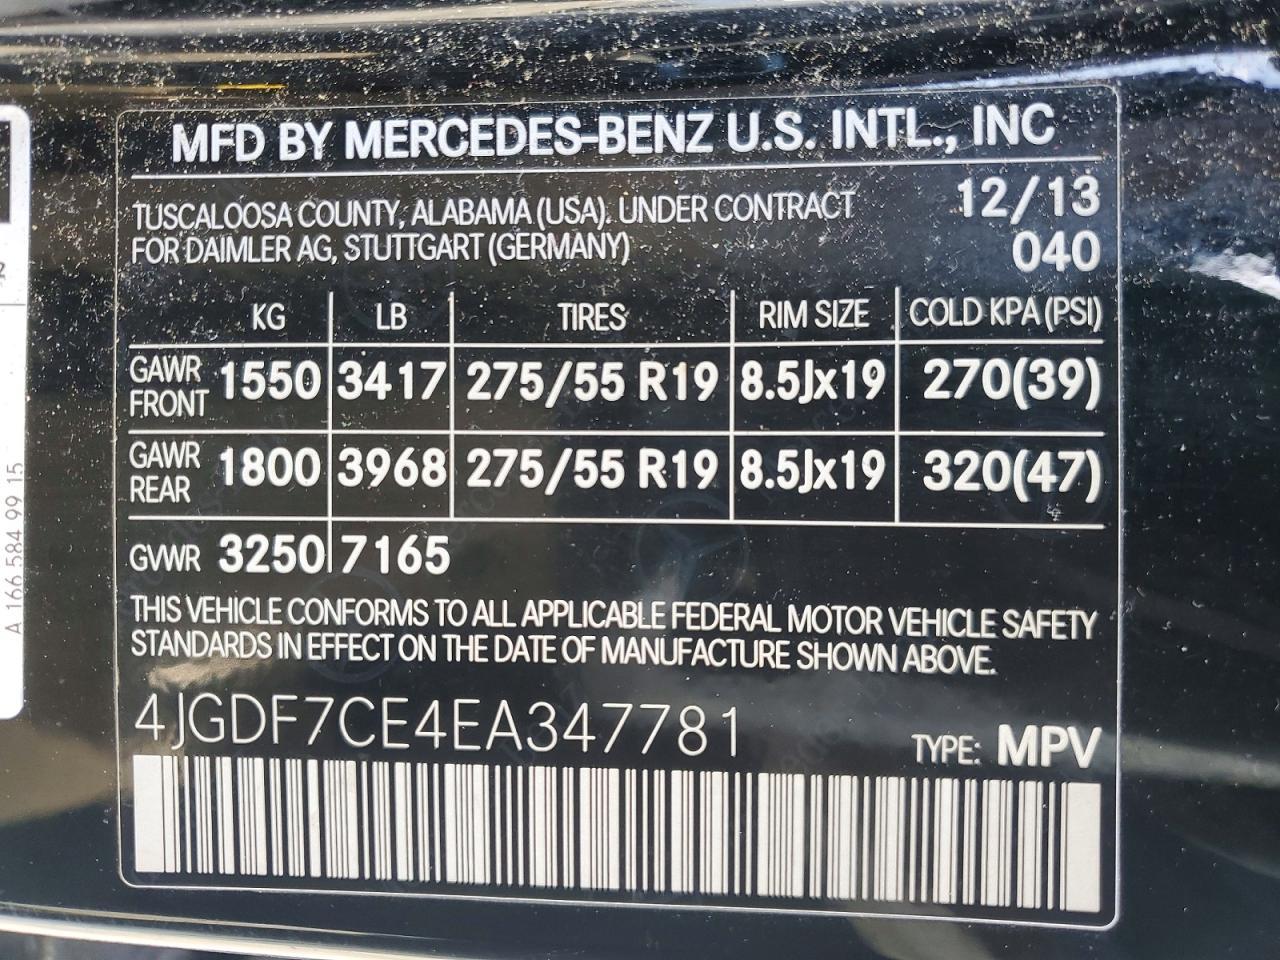 MFD BY MERCEDES-BENZ U.S. INTL., INC
TUSCALOOSA COUNTY, ALABAMA (USA). UNDER CONTRACT 12/13
FOR DAIMLER AG, STUTTGART (GERMANY) 040
KG LB TIRES RIM SIZE COLD KPA (PSI)
GAWR FRONT 1550 3417 275/55 R19 8.5Jx19 270(39)
GAWR REAR 1800 3968 275/55 R19 8.5Jx19 320(47)
GVWR 3250 7165
THIS VEHICLE CONFORMS TO ALL APPLICABLE FEDERAL MOTOR VEHICLE SAFETY
STANDARDS IN EFFECT ON THE DATE OF MANUFACTURE SHOWN ABOVE.
4JGDF7CE4EA347781
TYPE: MPV
A 166 584 99 15